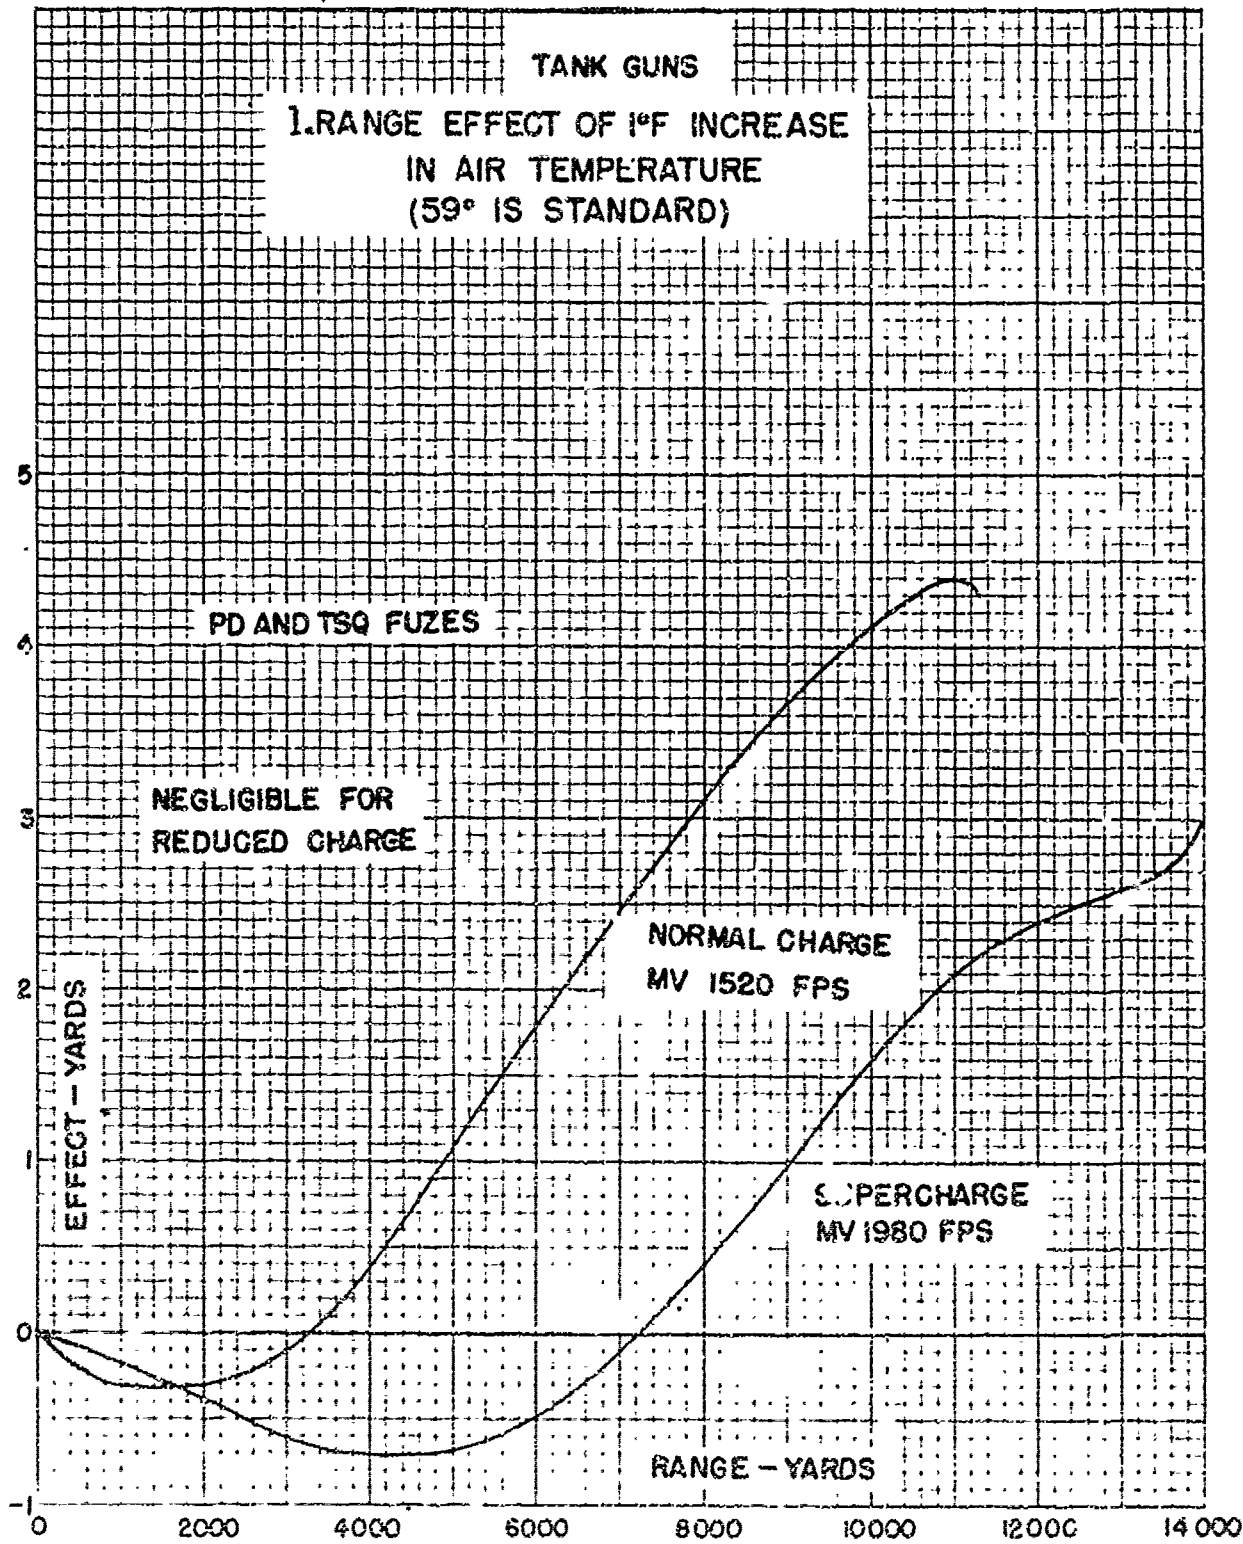 TANK GUNS
1. RANGE EFFECT OF 1°F INCREASE
IN AIR TEMPERATURE
(59° IS STANDARD)
5
PD AND TSQ FUZES
4
NEGLIGIBLE FOR
REDUCED CHARGE
3
NORMAL CHARGE
MV 1520 FPS
2
EFFECT - YARDS
1
SUPERCHARGE
MV 1980 FPS
0
RANGE - YARDS
-1
0 2000 4000 6000 8000 10000 12000 14000